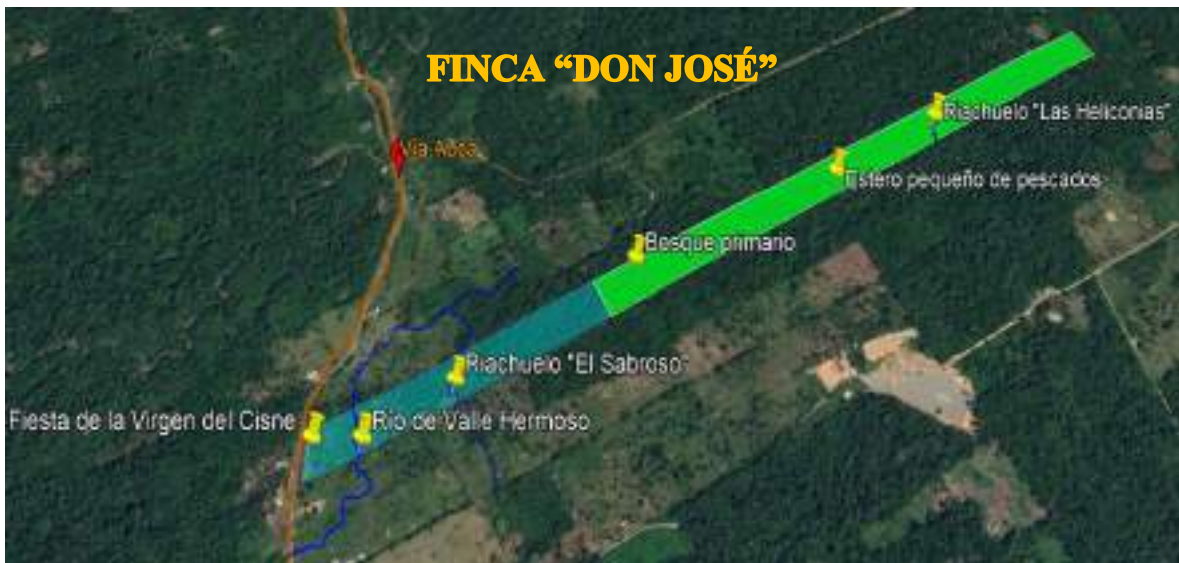 FINCA “DON JOSÉ”
Riachuelo "Las Heliconias"
Vía Auca
Estero pequeño de pescados
Bosque primario
Riachuelo "El Sabroso"
Fiesta de la Virgen del Cisne
Río de Valle Hermoso